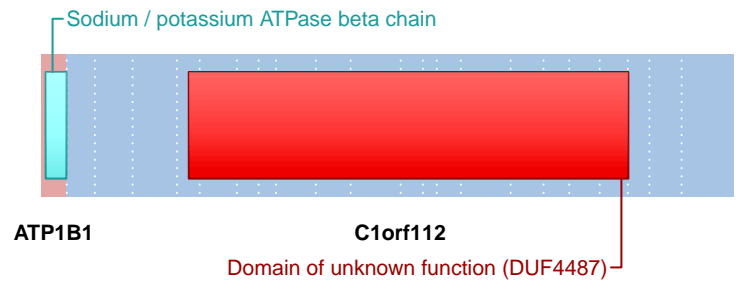 Sodium / potassium ATPase beta chain
ATP1B1 C1orf112
Domain of unknown function (DUF4487)